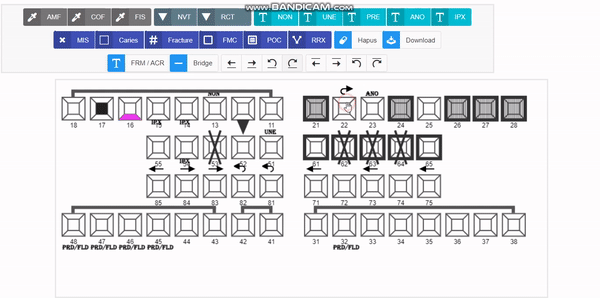 WWW.BANDICAM.COM
AMF COF FIS NVT RCT NON UNE PRE ANO IPX
MIS Caries Fracture FMC POC RRX Hapus Download
FRM / ACR Bridge
NON ANO
18 17 16 15 14 13 12 11 21 22 23 24 25 26 27 28
IPX IPX UNE
55 54 53 52 51 61 62 63 64 65
IPX
85 84 83 82 81 71 72 73 74 75
48 47 46 45 44 43 42 41 31 32 33 34 35 36 37 38
PRD/FLD PRD/FLD PRD/FLD PRD/FLD PRD/FLD